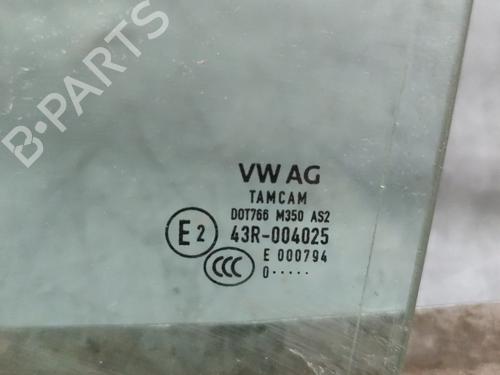 B-PARTS
VW AG
TAMCAM
DOT766 M350 AS2
E2 43R-004025
CCC E 000794
0·····